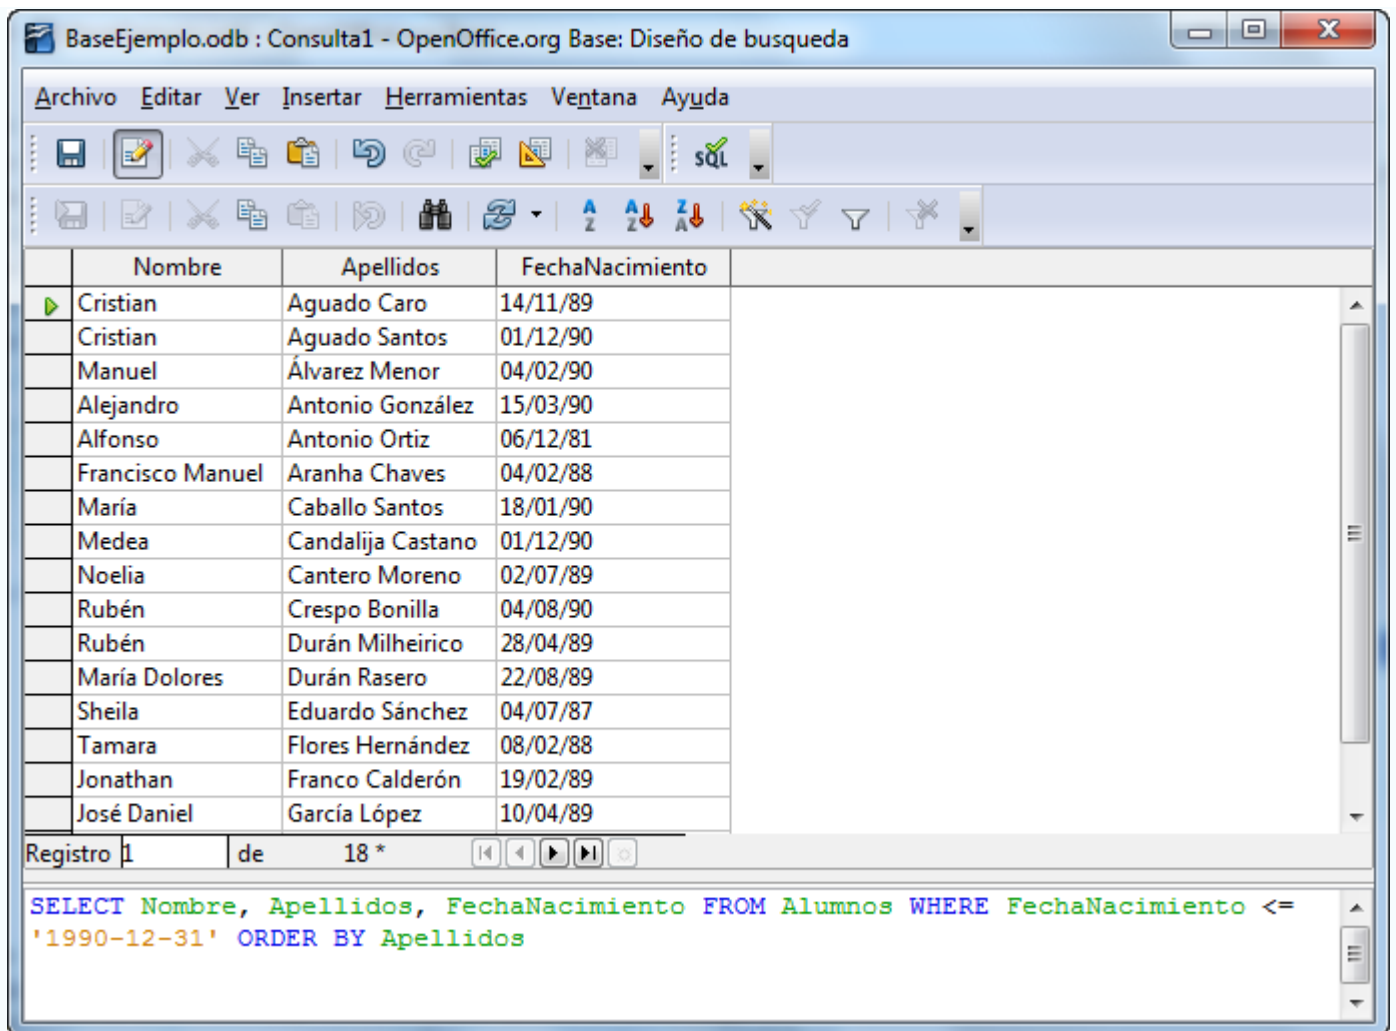 BaseEjemplo.odb : Consulta1 - OpenOffice.org Base: Diseño de busqueda
Archivo Editar Ver Insertar Herramientas Ventana Ayuda
SQL
A Z A Z Z A
Nombre Apellidos FechaNacimiento
Cristian Aguado Caro 14/11/89
Cristian Aguado Santos 01/12/90
Manuel Álvarez Menor 04/02/90
Alejandro Antonio González 15/03/90
Alfonso Antonio Ortiz 06/12/81
Francisco Manuel Aranha Chaves 04/02/88
María Caballo Santos 18/01/90
Medea Candalija Castano 01/12/90
Noelia Cantero Moreno 02/07/89
Rubén Crespo Bonilla 04/08/90
Rubén Durán Milheirico 28/04/89
María Dolores Durán Rasero 22/08/89
Sheila Eduardo Sánchez 04/07/87
Tamara Flores Hernández 08/02/88
Jonathan Franco Calderón 19/02/89
José Daniel García López 10/04/89
Registro 1 de 18 *
SELECT Nombre, Apellidos, FechaNacimiento FROM Alumnos WHERE FechaNacimiento <=
'1990-12-31' ORDER BY Apellidos